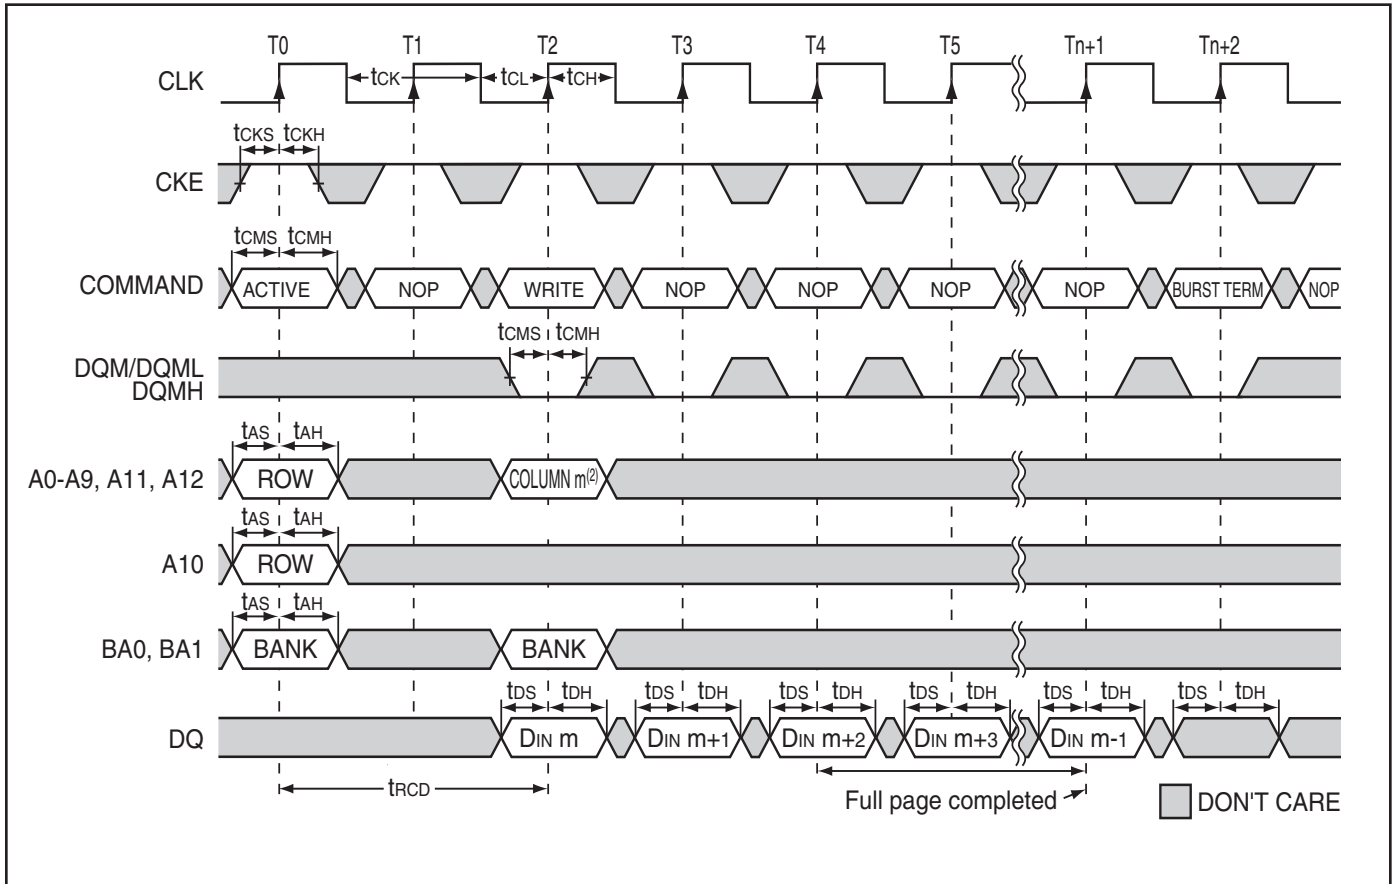 T0 T1 T2 T3 T4 T5 Tn+1 Tn+2
CLK
tCK tCL tCH
tCKS tCKH
CKE
tCMS tCMH
COMMAND ACTIVE NOP WRITE NOP NOP NOP NOP BURST TERM NOP
tCMS tCMH
DQM/DQML
DQMH
tAS tAH
A0-A9, A11, A12 ROW COLUMN m(2)
tAS tAH
A10 ROW
tAS tAH
BA0, BA1 BANK BANK
tDS tDH tDS tDH tDS tDH tDS tDH tDS tDH tDS tDH
DQ DIN m DIN m+1 DIN m+2 DIN m+3 DIN m-1
tRCD
Full page completed
DON'T CARE